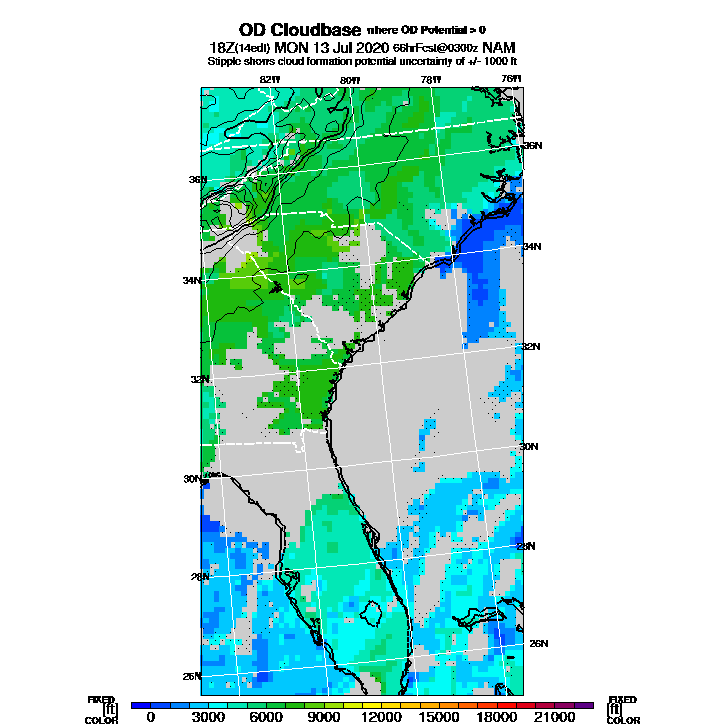 OD Cloudbase where OD Potential > 0
18Z(14edt) MON 13 Jul 2020 66hrFcst@0300z NAM
Stipple shows cloud formation potential uncertainty of +/- 1000 ft
82W 80W 78W 76W
36N
36N
34N
34N
32N
32N
30N
30N
28N
28N
26N
26N
FIXED FIXED
[ft] 0 3000 6000 9000 12000 15000 18000 21000 [ft]
COLOR COLOR